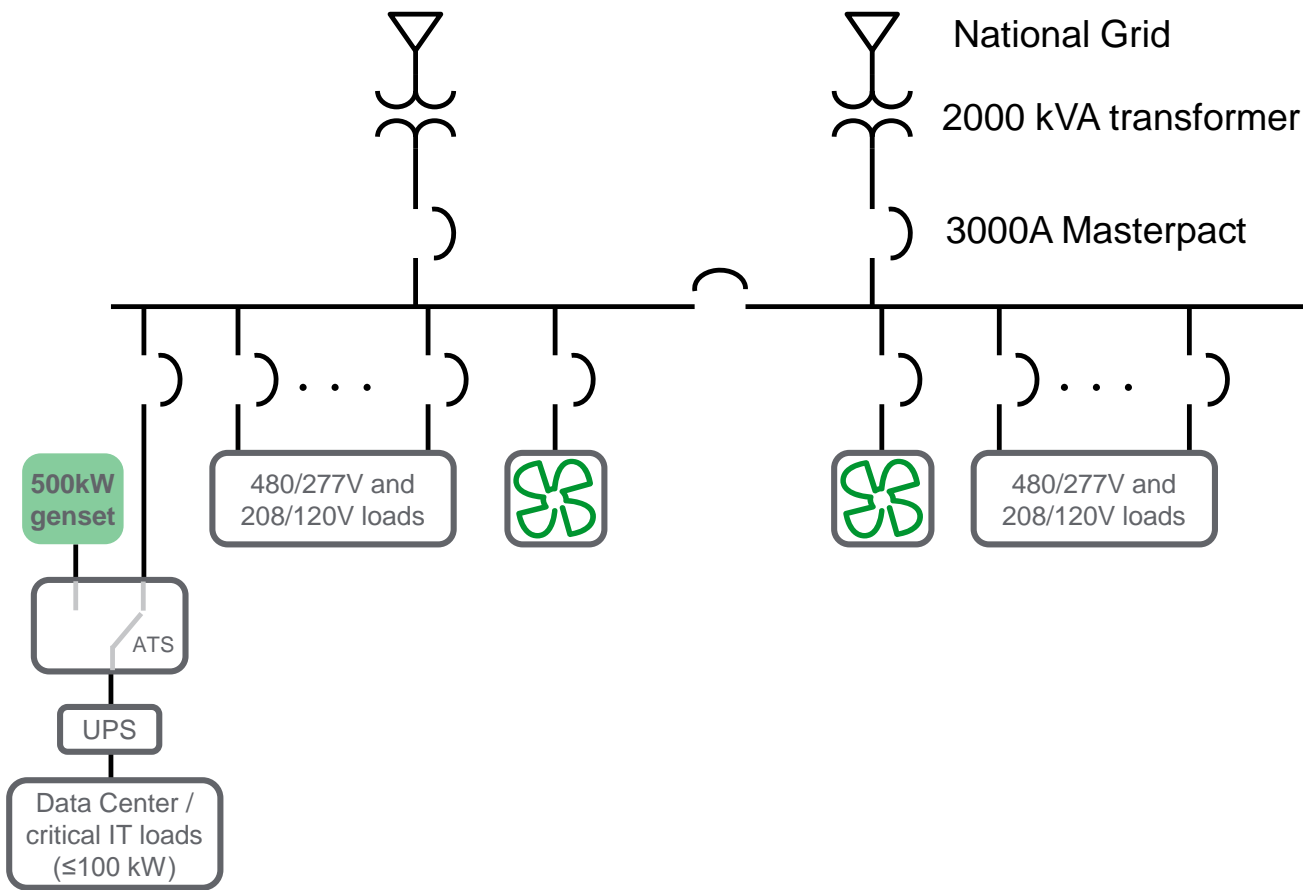 National Grid
2000 kVA transformer
3000A Masterpact
. . .
. . .
500kW
genset
480/277V and
208/120V loads
480/277V and
208/120V loads
ATS
UPS
Data Center /
critical IT loads
(≤100 kW)